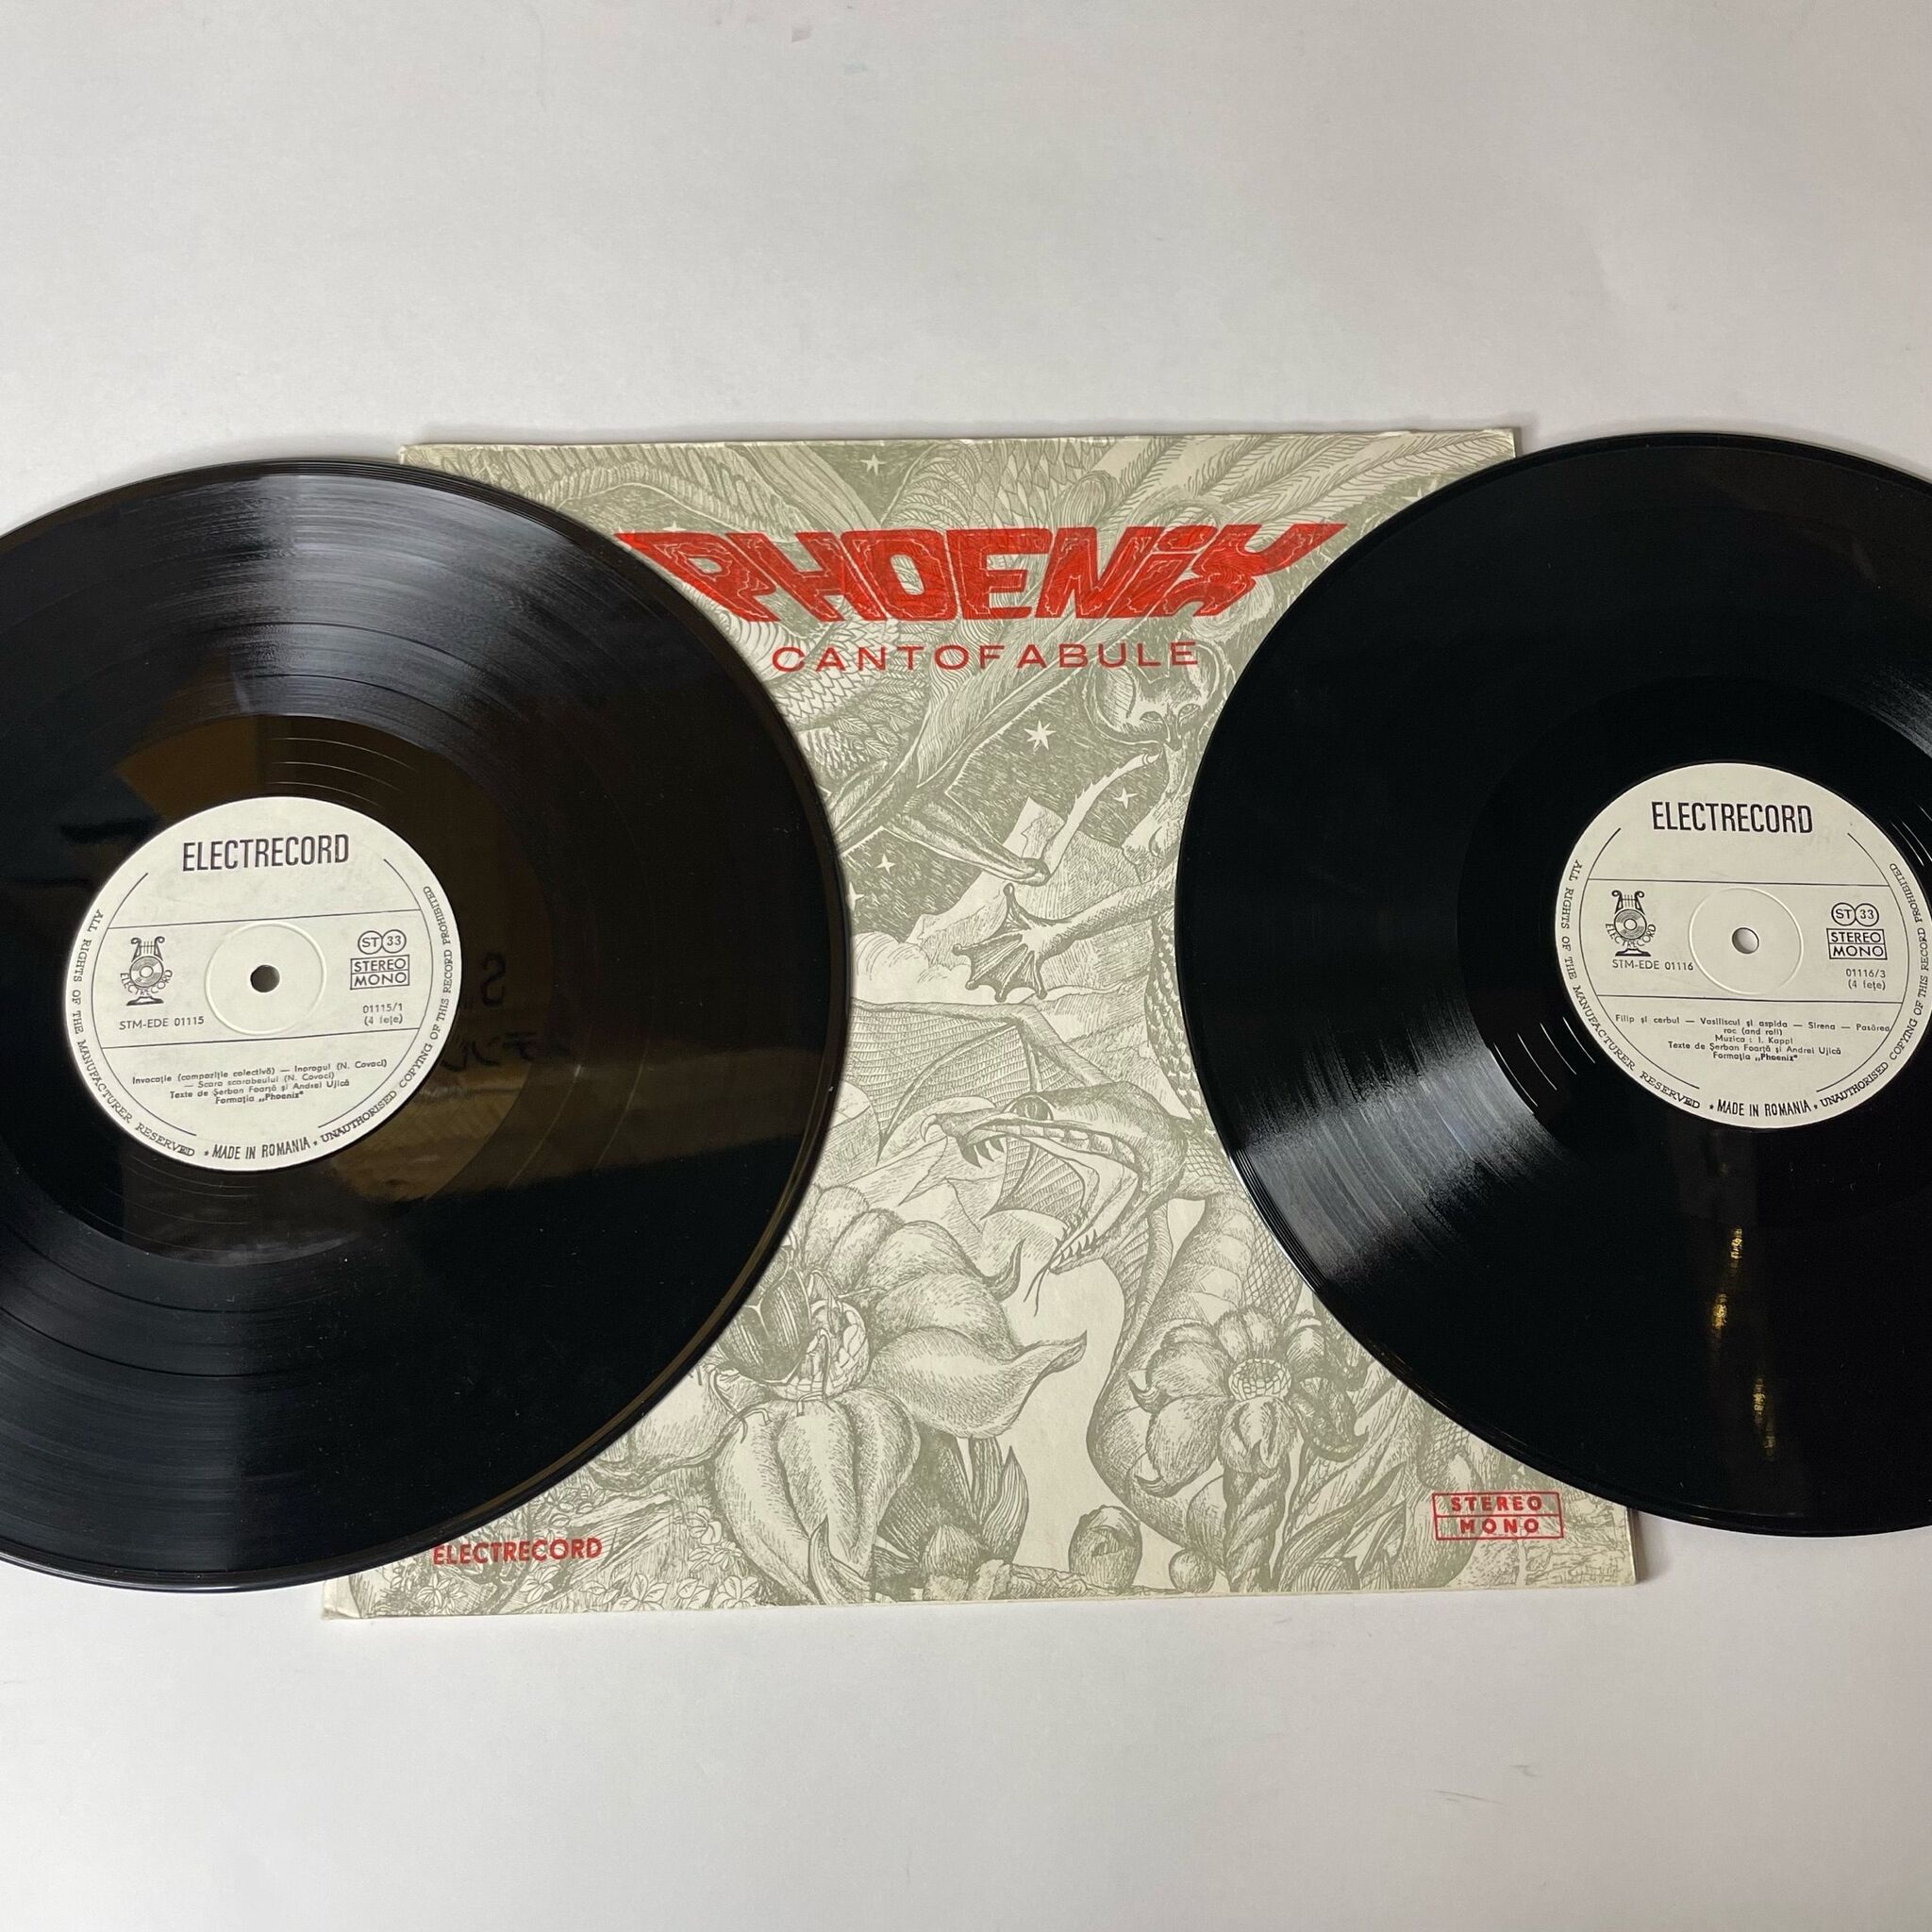 PHOENiX
CANTOFABULE
ELECTRECORD
STEREO
MONO
ELECTRECORD
ELECTRECORD
ST 33
STEREO
MONO
STM-EDE 01115
01115/1
(4 fețe)
Invocație (compoziție colectivă) — Inorogul (N. Covaci)
— Scara scarabeului (N. Covaci)
Texte de Șerban Foarță și Andrei Ujică
Formația „Phoenix"
ALL RIGHTS OF THE MANUFACTURER RESERVED * MADE IN ROMANIA * UNAUTHORISED COPYING OF THIS RECORD PROHIBITED
ELECTRECORD
ELECTRECORD
ST 33
STEREO
MONO
STM-EDE 01116
01116/3
(4 fețe)
Filip și cerbul — Vasiliscul și aspida — Sirena — Pasărea
roc (and roll)
Muzica : I. Kappl
Texte de Șerban Foarță și Andrei Ujică
Formația „Phoenix"
ALL RIGHTS OF THE MANUFACTURER RESERVED * MADE IN ROMANIA * UNAUTHORISED COPYING OF THIS RECORD PROHIBITED